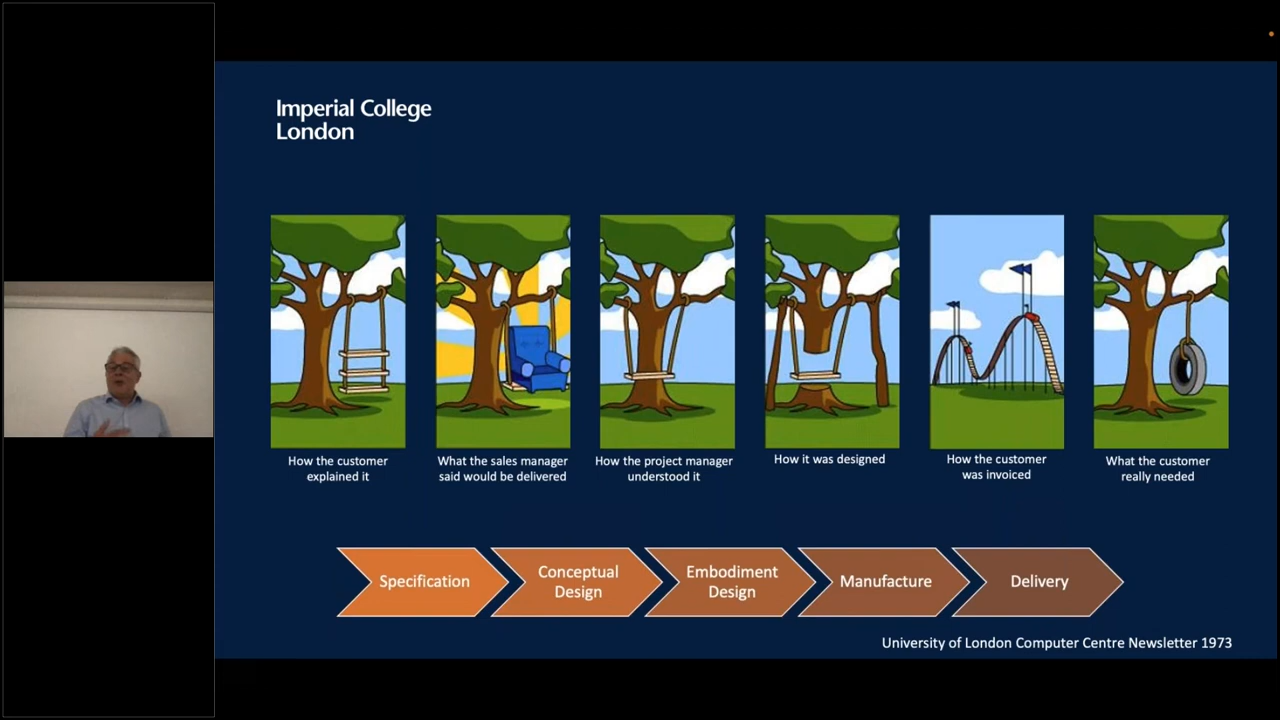 Imperial College
London
How the customer
explained it
What the sales manager
said would be delivered
How the project manager
understood it
How it was designed
How the customer
was invoiced
What the customer
really needed
Specification
Conceptual
Design
Embodiment
Design
Manufacture
Delivery
University of London Computer Centre Newsletter 1973